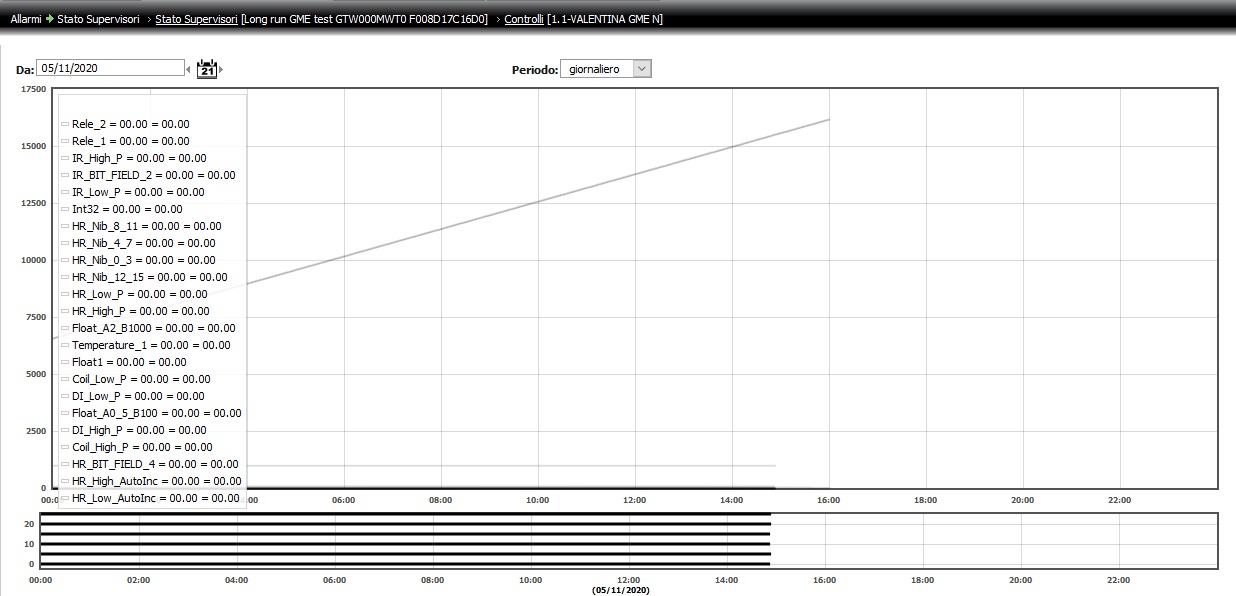 Allarmi Stato Supervisori > Stato Supervisori [Long run GME test GTW000MWT0 F008D17C16D0] > Controlli [1.1-VALENTINA GME N]
Da: 05/11/2020 21 Periodo: giornaliero
17500
15000
12500
10000
7500
5000
2500
0
Rele_2 = 00.00 = 00.00
Rele_1 = 00.00 = 00.00
IR_High_P = 00.00 = 00.00
IR_BIT_FIELD_2 = 00.00 = 00.00
IR_Low_P = 00.00 = 00.00
Int32 = 00.00 = 00.00
HR_Nib_8_11 = 00.00 = 00.00
HR_Nib_4_7 = 00.00 = 00.00
HR_Nib_0_3 = 00.00 = 00.00
HR_Nib_12_15 = 00.00 = 00.00
HR_Low_P = 00.00 = 00.00
HR_High_P = 00.00 = 00.00
Float_A2_B1000 = 00.00 = 00.00
Temperature_1 = 00.00 = 00.00
Float1 = 00.00 = 00.00
Coil_Low_P = 00.00 = 00.00
DI_Low_P = 00.00 = 00.00
Float_A0_5_B100 = 00.00 = 00.00
DI_High_P = 00.00 = 00.00
Coil_High_P = 00.00 = 00.00
HR_BIT_FIELD_4 = 00.00 = 00.00
HR_High_AutoInc = 00.00 = 00.00
HR_Low_AutoInc = 00.00 = 00.00
06:00 08:00 10:00 12:00 14:00 16:00 18:00 20:00 22:00
20
10
0
00:00 02:00 04:00 06:00 08:00 10:00 12:00 14:00 16:00 18:00 20:00 22:00
(05/11/2020)